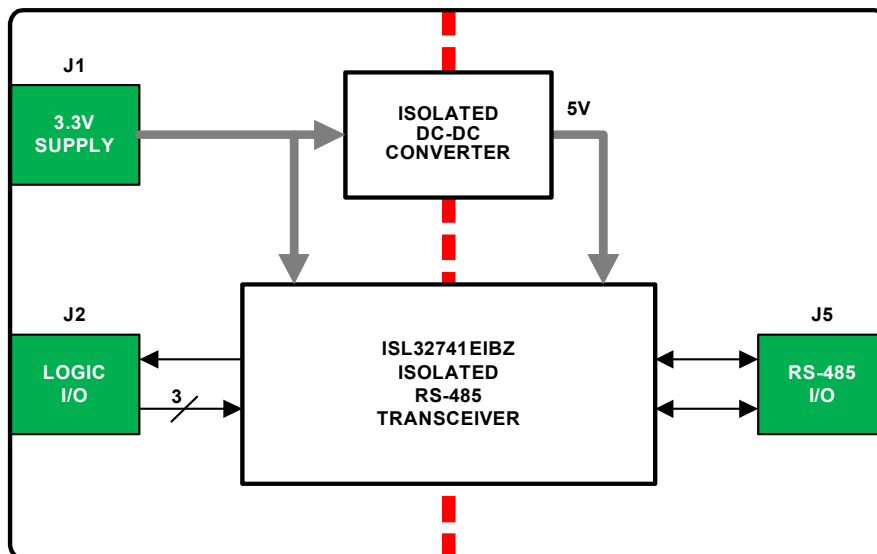 J1
3.3V
SUPPLY
ISOLATED
DC-DC
CONVERTER
5V
J2
LOGIC
I/O
3
ISL32741EIBZ
ISOLATED
RS-485
TRANSCEIVER
J5
RS-485
I/O